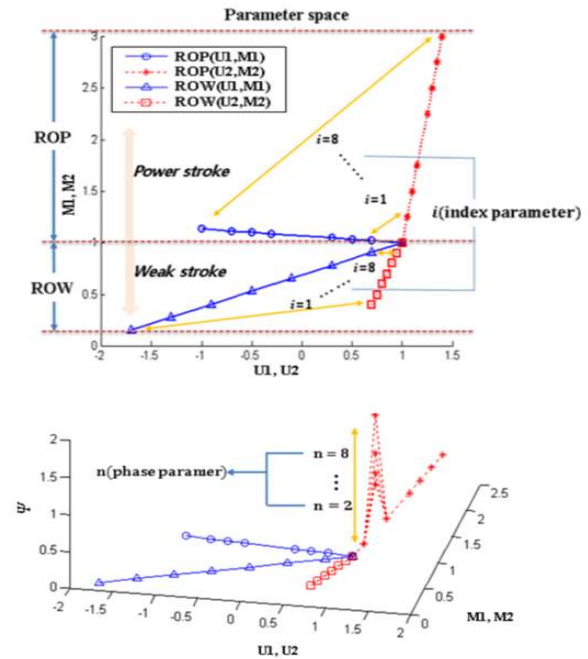 Parameter space
3
2.5
2
1.5
1
0.5
0
ROP(U1,M1)
ROP(U2,M2)
ROW(U1,M1)
ROW(U2,M2)
ROP
M1, M2
ROW
Power stroke
Weak stroke
i=8
i=1
i(index parameter)
i=8
i=1
-2 -1.5 -1 -0.5 0 0.5 1 1.5
U1, U2
2
1.5
1
0.5
0
Ψ
n(phase paramer)
n = 8
n = 2
2.5
2
1.5
1
0.5
0
M1, M2
-2 -1.5 -1 -0.5 0 0.5 1 1.5 2
U1, U2